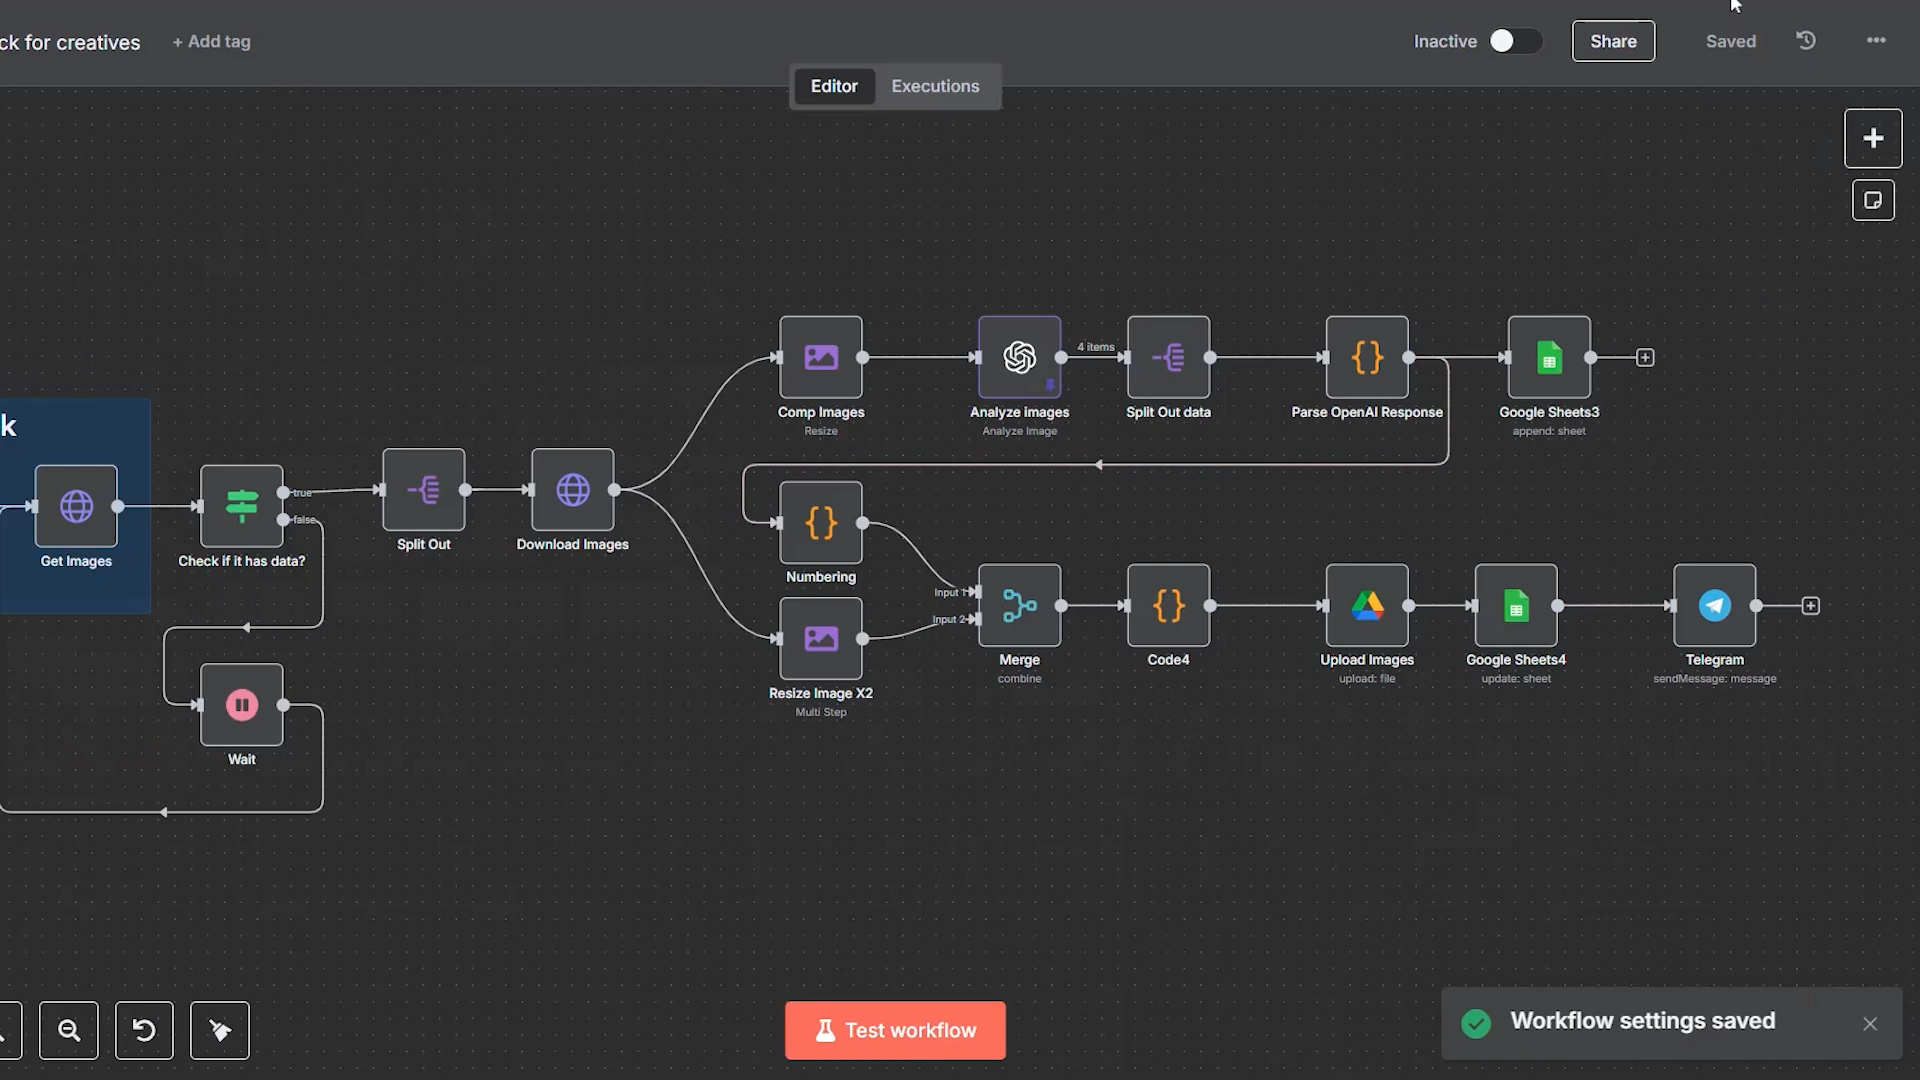 ck for creatives
+ Add tag
Inactive
Share
Saved
Editor
Executions
4 items
Comp Images
Resize
Analyze images
Analyze Image
Split Out data
Parse OpenAI Response
Google Sheets3
append: sheet
k
Get Images
true
false
Check if it has data?
Split Out
Download Images
Numbering
Input 1
Input 2
Resize Image X2
Multi Step
Merge
combine
Code4
Upload Images
upload: file
Google Sheets4
update: sheet
Telegram
sendMessage: message
Wait
Test workflow
Workflow settings saved